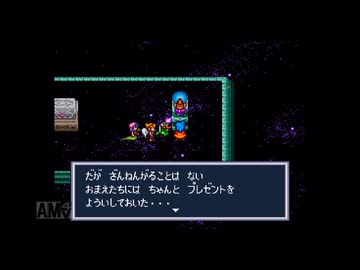 だが ざんねんがることは ない
おまえたちには ちゃんと プレゼントを
よういしておいた・・・